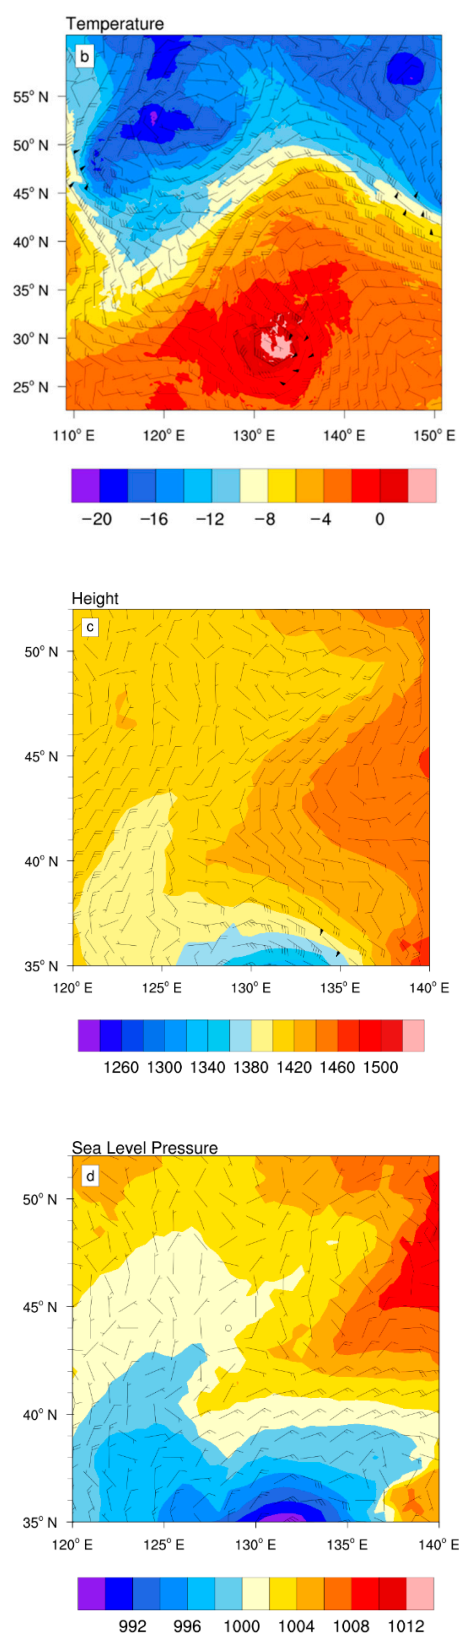 Temperature
b
55° N
50° N
45° N
40° N
35° N
30° N
25° N
110° E 120° E 130° E 140° E 150° E
−20 −16 −12 −8 −4 0
Height
c
50° N
45° N
40° N
35° N
120° E 125° E 130° E 135° E 140° E
1260 1300 1340 1380 1420 1460 1500
Sea Level Pressure
d
50° N
45° N
40° N
35° N
120° E 125° E 130° E 135° E 140° E
992 996 1000 1004 1008 1012